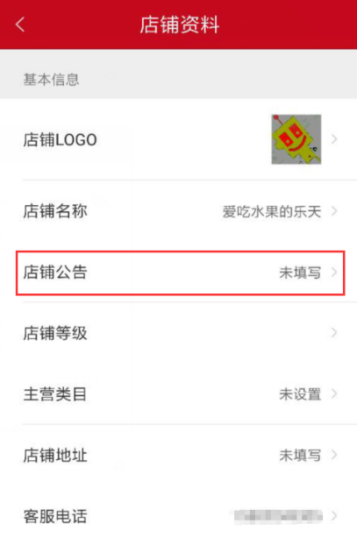 店铺资料
基本信息
店铺LOGO
店铺名称 爱吃水果的乐天
店铺公告 未填写
店铺等级
主营类目 未设置
店铺地址 未填写
客服电话